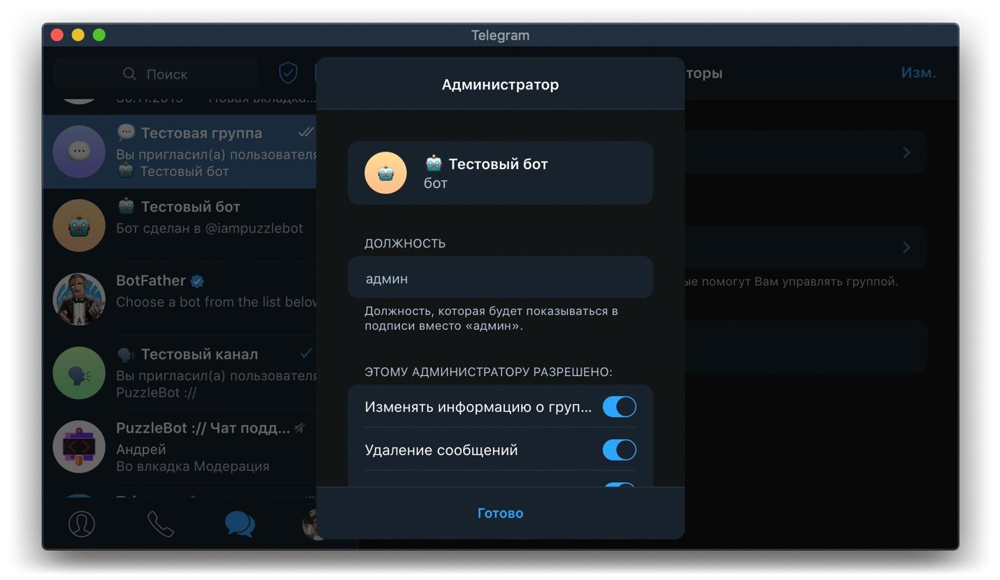 Telegram
Поиск
30.11.2019 Новая вкладка...
💬 Тестовая группа
Вы пригласил(а) пользователя
🤖 Тестовый бот
🤖 Тестовый бот
Бот сделан в @iampuzzlebot
BotFather
Choose a bot from the list below
🗣 Тестовый канал
Вы пригласил(а) пользователя
PuzzleBot ://
PuzzleBot :// Чат подд...
Андрей
Во влкадка Модерация
Администратор
🤖 Тестовый бот
бот
ДОЛЖНОСТЬ
админ
Должность, которая будет показываться в
подписи вместо «админ».
ЭТОМУ АДМИНИСТРАТОРУ РАЗРЕШЕНО:
Изменять информацию о груп...
Удаление сообщений
Готово
торы
Изм.
ые помогут Вам управлять группой.